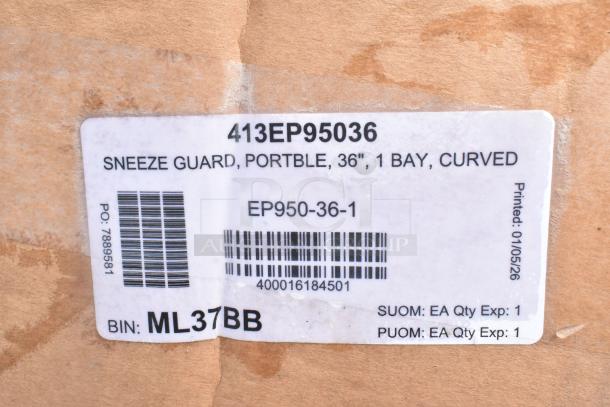 413EP95036
SNEEZE GUARD, PORTBLE, 36", 1 BAY, CURVED
PO: 7889581
EP950-36-1
400016184501
Printed: 01/05/26
BIN: ML37BB
SUOM: EA Qty Exp: 1
PUOM: EA Qty Exp: 1